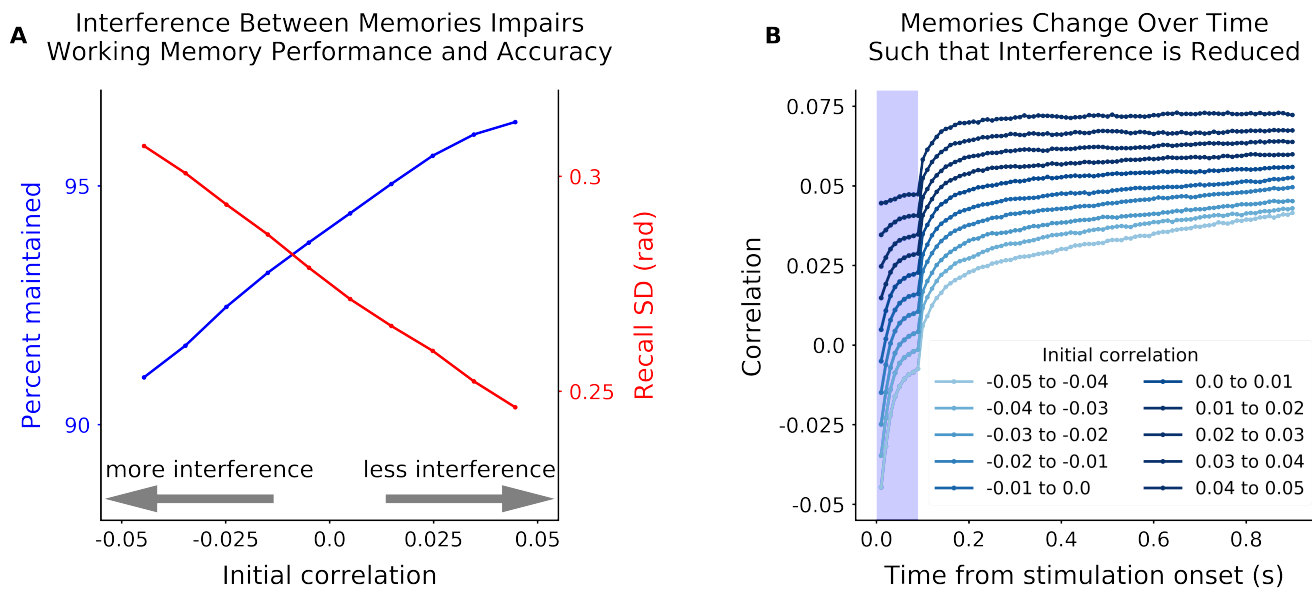 A
Interference Between Memories Impairs
Working Memory Performance and Accuracy
Percent maintained
95
90
0.3
0.25
Recall SD (rad)
more interference
less interference
-0.05
-0.025
0.0
0.025
0.05
Initial correlation
B
Memories Change Over Time
Such that Interference is Reduced
Correlation
0.075
0.05
0.025
0.0
-0.025
-0.05
Initial correlation
-0.05 to -0.04
-0.04 to -0.03
-0.03 to -0.02
-0.02 to -0.01
-0.01 to 0.0
0.0 to 0.01
0.01 to 0.02
0.02 to 0.03
0.03 to 0.04
0.04 to 0.05
0.0
0.2
0.4
0.6
0.8
Time from stimulation onset (s)